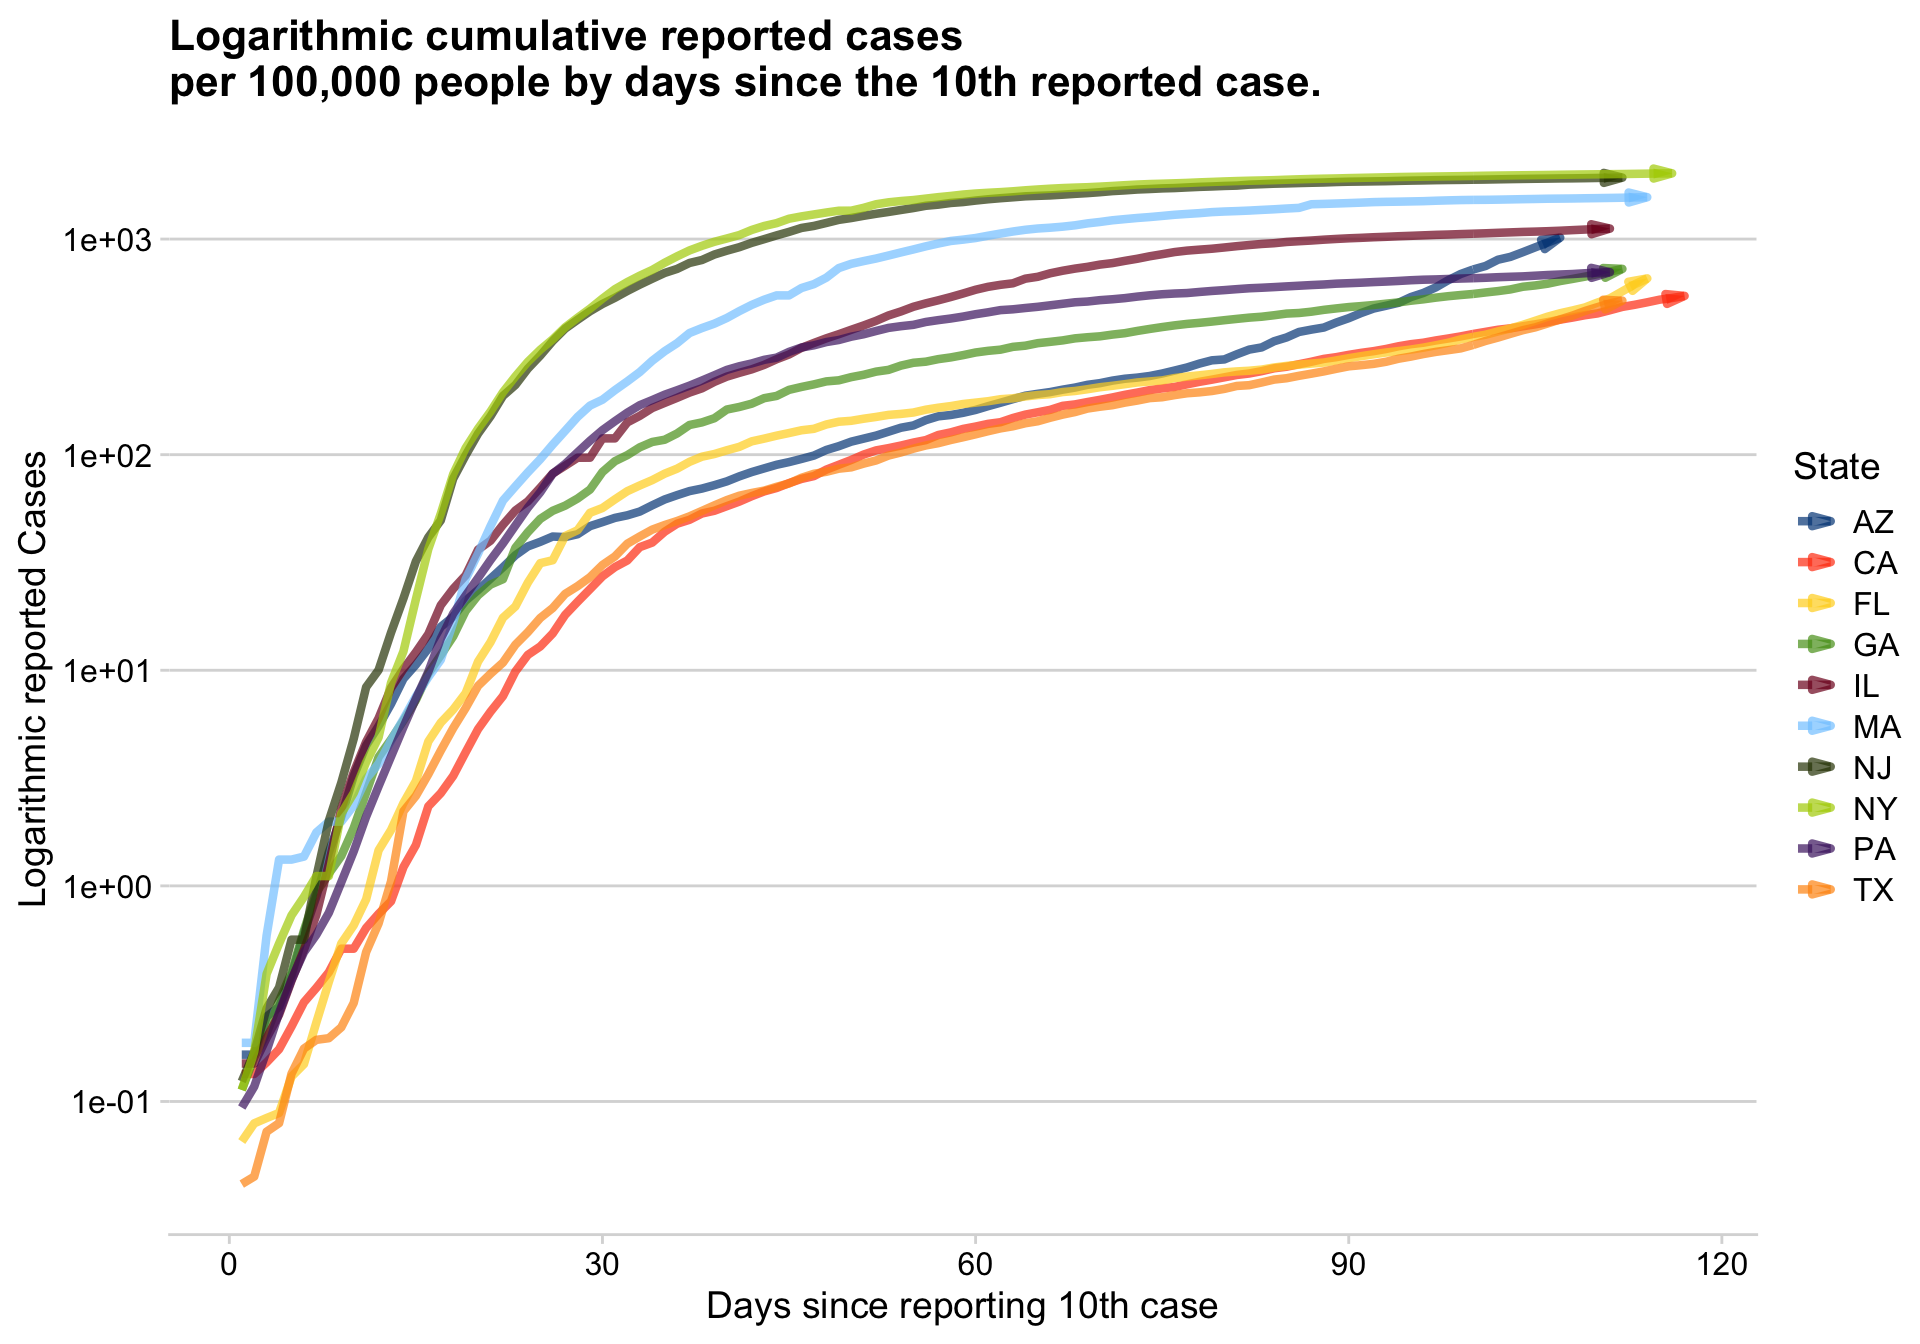 Logarithmic cumulative reported cases
per 100,000 people by days since the 10th reported case.
Logarithmic reported Cases
1e+03
1e+02
1e+01
1e+00
1e-01
0 30 60 90 120
Days since reporting 10th case
State
AZ
CA
FL
GA
IL
MA
NJ
NY
PA
TX